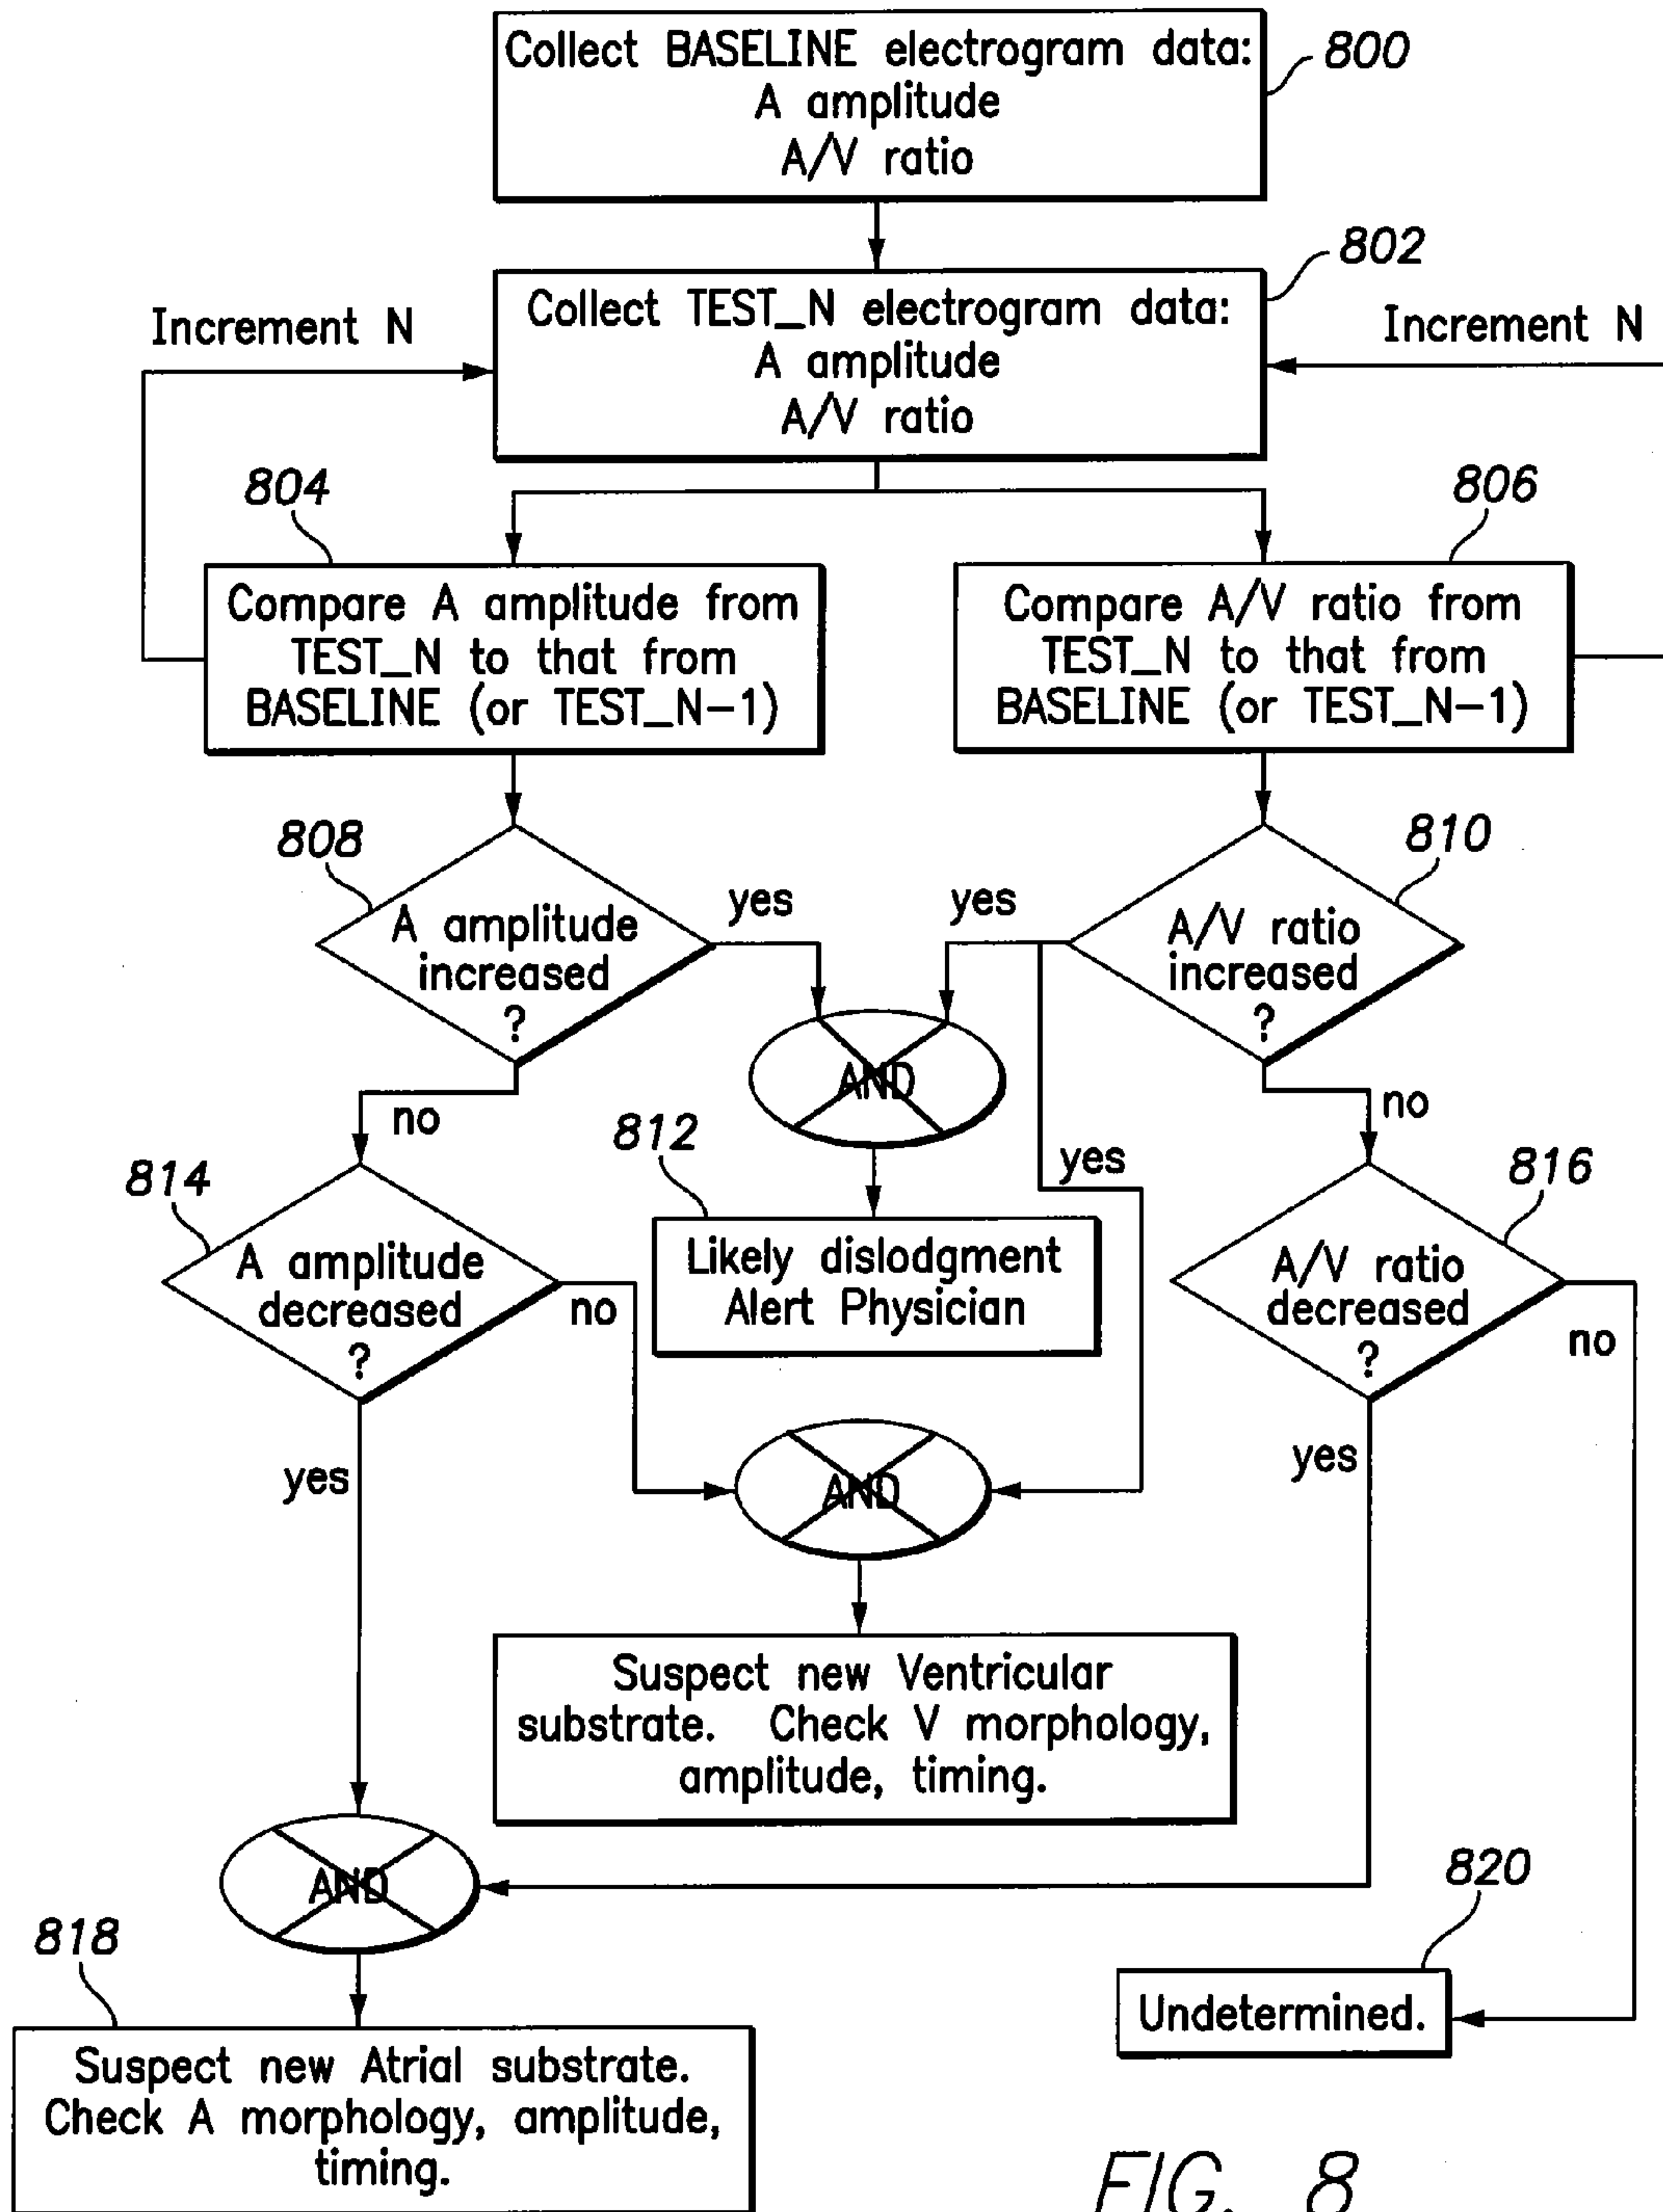 Collect BASELINE electrogram data:
A amplitude
A/V ratio
800
802
Collect TEST_N electrogram data:
A amplitude
A/V ratio
Increment N
Increment N
804
806
Compare A amplitude from
TEST_N to that from
BASELINE (or TEST_N-1)
Compare A/V ratio from
TEST_N to that from
BASELINE (or TEST_N-1)
808
810
A amplitude
increased
?
yes
yes
A/V ratio
increased
?
AND
no
no
812
yes
814
816
A amplitude
decreased
?
no
Likely dislodgment
Alert Physician
A/V ratio
decreased
?
no
yes
AND
yes
Suspect new Ventricular
substrate. Check V morphology,
amplitude, timing.
AND
820
818
Undetermined.
Suspect new Atrial substrate.
Check A morphology, amplitude,
timing.
FIG. 8